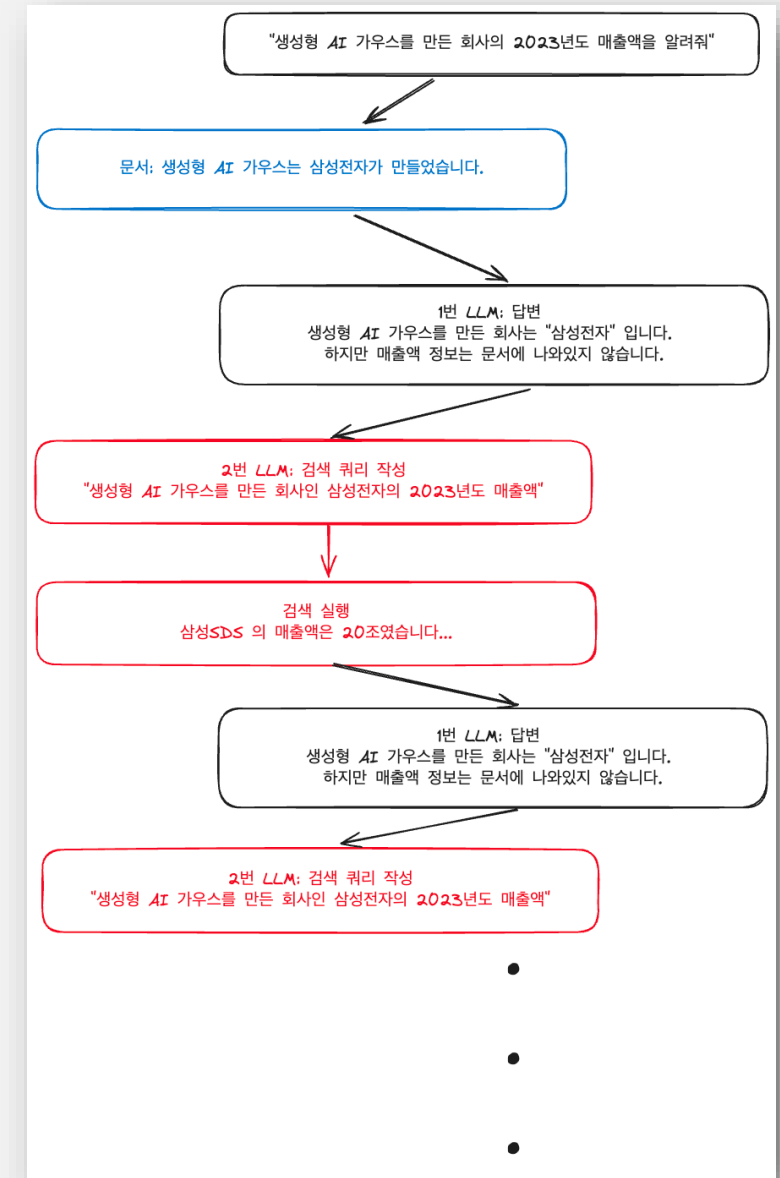 "생성형 AI 가우스를 만든 회사의 2023년도 매출액을 알려줘"
문서: 생성형 AI 가우스는 삼성전자가 만들었습니다.
1번 LLM: 답변
생성형 AI 가우스를 만든 회사는 "삼성전자" 입니다.
하지만 매출액 정보는 문서에 나와있지 않습니다.
2번 LLM: 검색 쿼리 작성
"생성형 AI 가우스를 만든 회사인 삼성전자의 2023년도 매출액"
검색 실행
삼성SDS 의 매출액은 20조였습니다...
1번 LLM: 답변
생성형 AI 가우스를 만든 회사는 "삼성전자" 입니다.
하지만 매출액 정보는 문서에 나와있지 않습니다.
2번 LLM: 검색 쿼리 작성
"생성형 AI 가우스를 만든 회사인 삼성전자의 2023년도 매출액"